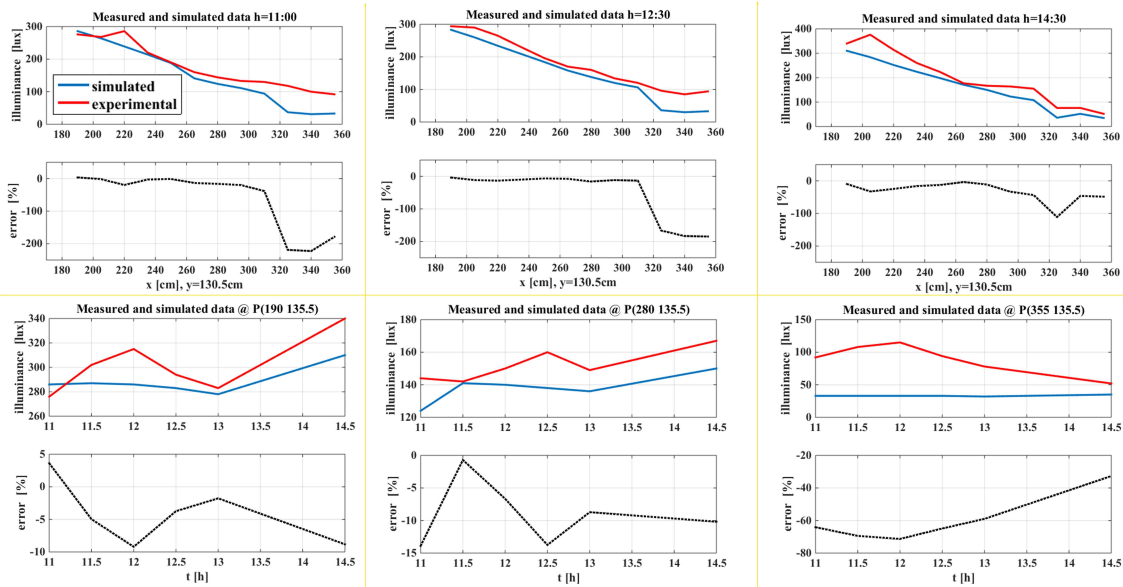 Measured and simulated data h=11:00
illuminance [lux]
300
200
100
0
simulated
experimental
180 200 220 240 260 280 300 320 340 360
error [%]
0
-100
-200
180 200 220 240 260 280 300 320 340 360
x [cm], y=130.5cm
Measured and simulated data h=12:30
illuminance [lux]
300
200
100
0
180 200 220 240 260 280 300 320 340 360
error [%]
0
-100
-200
180 200 220 240 260 280 300 320 340 360
x [cm], y=130.5cm
Measured and simulated data h=14:30
illuminance [lux]
400
300
200
100
0
180 200 220 240 260 280 300 320 340 360
error [%]
0
-100
-200
180 200 220 240 260 280 300 320 340 360
x [cm], y=130.5cm
Measured and simulated data @ P(190 135.5)
illuminance [lux]
340
320
300
280
260
11 11.5 12 12.5 13 13.5 14 14.5
error [%]
5
0
-5
-10
11 11.5 12 12.5 13 13.5 14 14.5
t [h]
Measured and simulated data @ P(280 135.5)
illuminance [lux]
180
160
140
120
11 11.5 12 12.5 13 13.5 14 14.5
error [%]
0
-5
-10
-15
11 11.5 12 12.5 13 13.5 14 14.5
t [h]
Measured and simulated data @ P(355 135.5)
illuminance [lux]
150
100
50
0
11 11.5 12 12.5 13 13.5 14 14.5
error [%]
-20
-40
-60
-80
11 11.5 12 12.5 13 13.5 14 14.5
t [h]